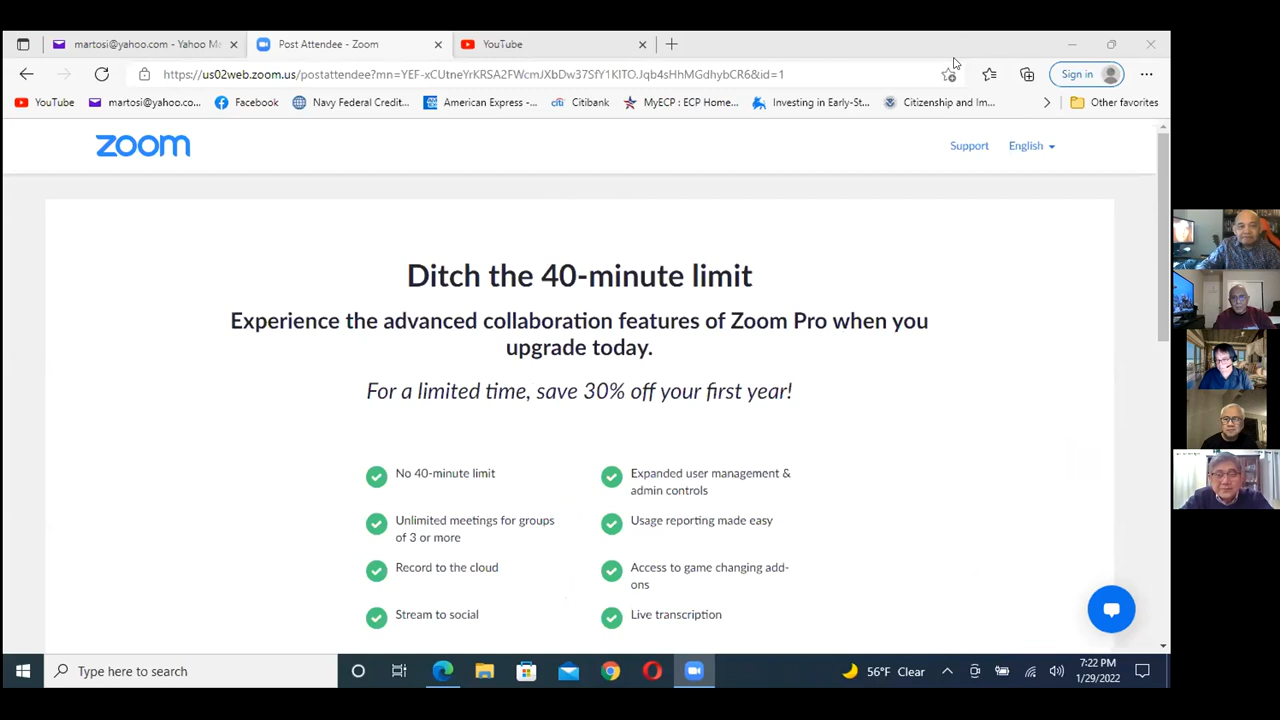 martosi@yahoo.com - Yahoo Ma
Post Attendee - Zoom
YouTube
https://us02web.zoom.us/postattendee?mn=YEF-xCUtneYrKRSA2FWcmJXbDw37SfY1KlTO.Jqb4sHhMGdhybCR6&id=1
Sign in
YouTube
martosi@yahoo.co...
Facebook
Navy Federal Credit...
American Express -...
Citibank
MyECP : ECP Home...
Investing in Early-St...
Citizenship and Im...
Other favorites
zoom
Support
English
Ditch the 40-minute limit
Experience the advanced collaboration features of Zoom Pro when you
upgrade today.
For a limited time, save 30% off your first year!
No 40-minute limit
Expanded user management &
admin controls
Unlimited meetings for groups
of 3 or more
Usage reporting made easy
Record to the cloud
Access to game changing add-
ons
Stream to social
Live transcription
Type here to search
56°F Clear
7:22 PM
1/29/2022